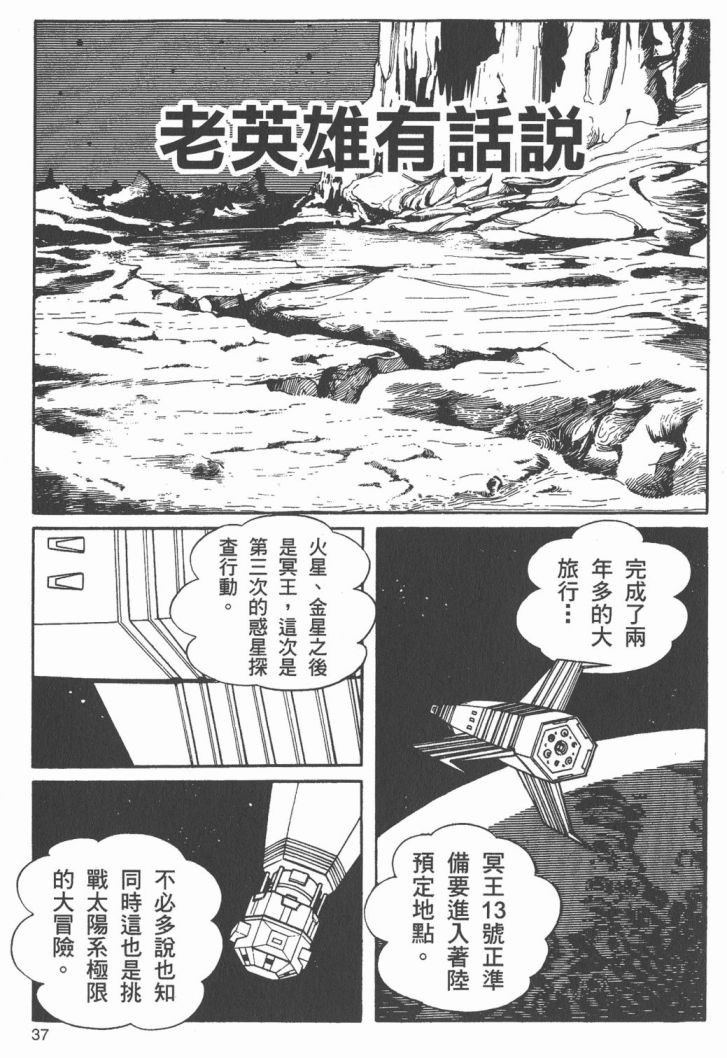 老英雄有話説
完成了兩
年多的大
旅行…
冥王13號正準
備要進入著陸
預定地點。
火星、金星之後
是冥王，這次是
第三次的惑星探
查行動。
不必多說也知
同時這也是挑
戰太陽系極限
的大冒險。
37